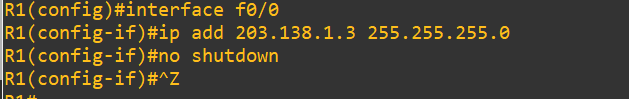 R1(config)#interface f0/0
R1(config-if)#ip add 203.138.1.3 255.255.255.0
R1(config-if)#no shutdown
R1(config-if)#^Z
R1#